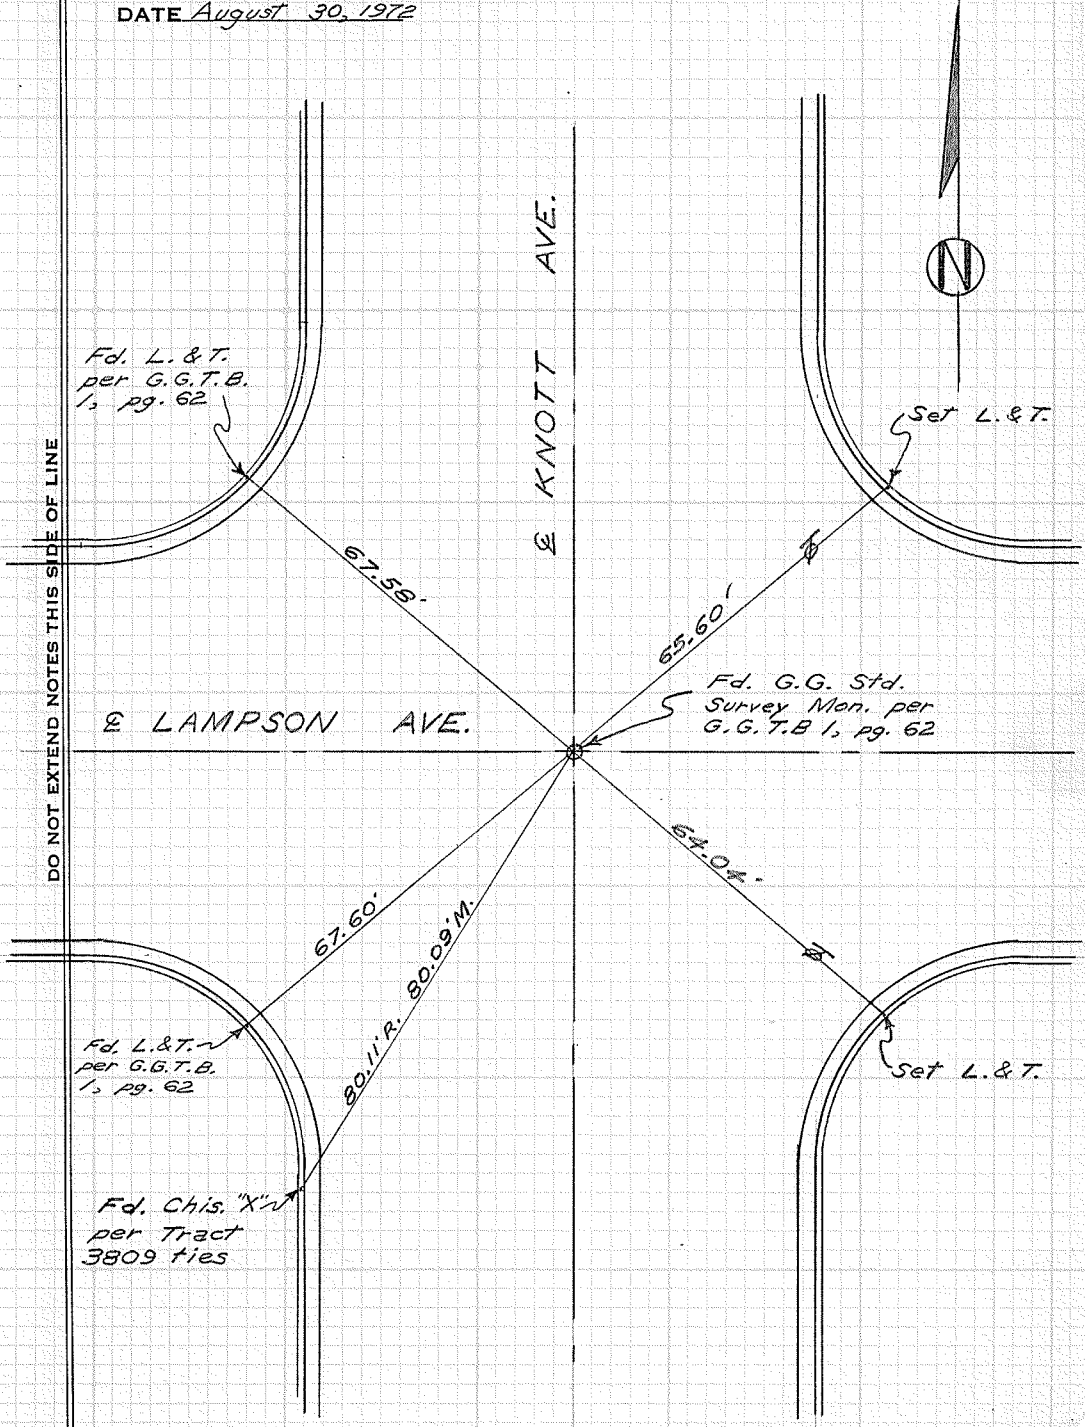 DATE August 30, 1972
N
℄ KNOTT AVE.
Fd. L. & T.
per G.G.T.B.
1, pg. 62
Set L. & T.
67.58'
65.60'
DO NOT EXTEND NOTES THIS SIDE OF LINE
Fd. G.G. Std.
Survey Mon. per
G.G.T.B 1, pg. 62
℄ LAMPSON AVE.
64.04'
67.60'
80.11' R. 80.09' M.
Fd. L.&T.
per G.G.T.B.
1, pg. 62
Set L. & T.
Fd. Chis. "X"
per Tract
3809 ties